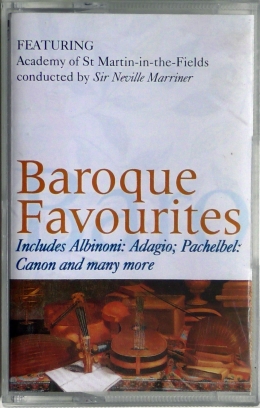 FEATURING
Academy of St Martin-in-the-Fields
conducted by Sir Neville Marriner
Baroque
Favourites
Includes Albinoni: Adagio; Pachelbel:
Canon and many more